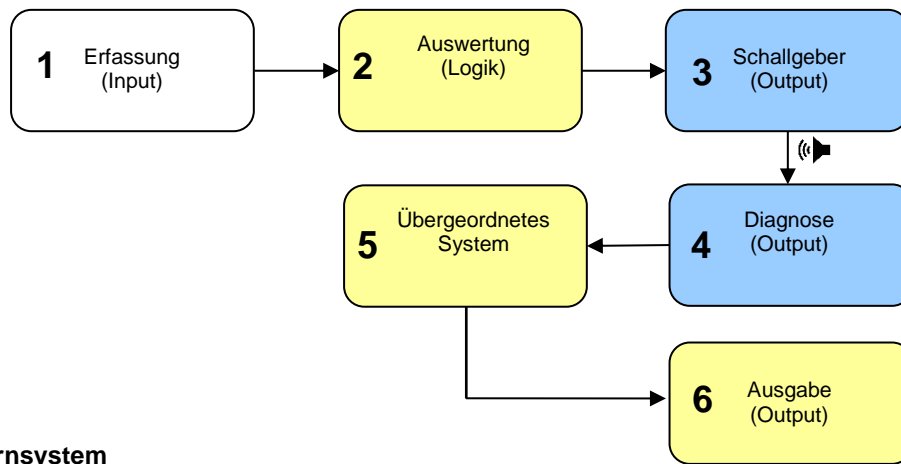 1 Erfassung
(Input)
2 Auswertung
(Logik)
3 Schallgeber
(Output)
4 Diagnose
(Output)
5 Übergeordnetes
System
6 Ausgabe
(Output)
rnsystem